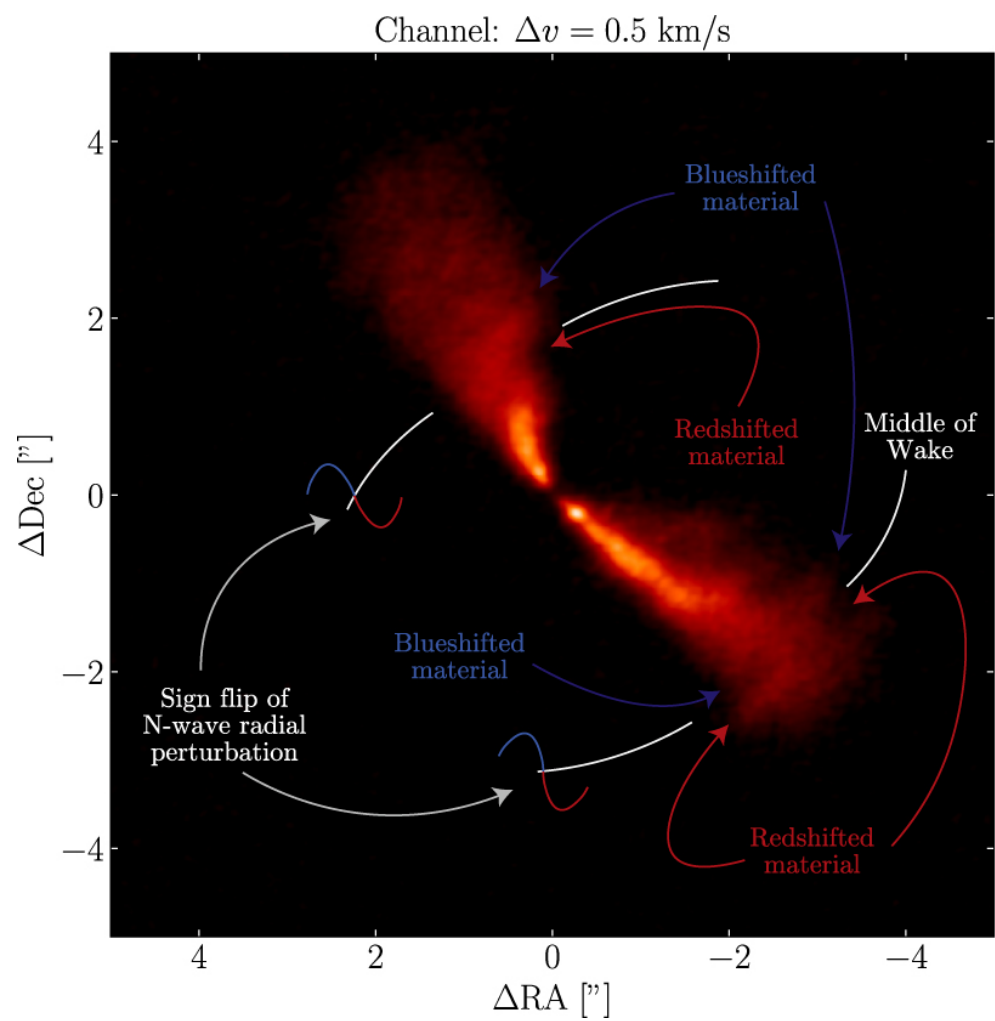 Channel: Δv = 0.5 km/s
4
Blueshifted
material
2
Redshifted
material
Middle of
Wake
ΔDec [”]
0
Blueshifted
material
−2
Sign flip of
N-wave radial
perturbation
Redshifted
material
−4
4
2
0
−2
−4
ΔRA [”]